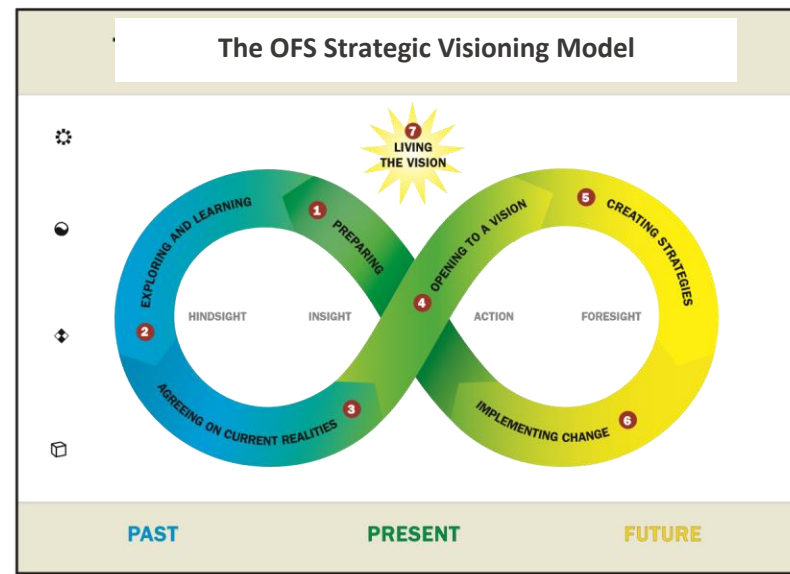 The OFS Strategic Visioning Model
7
LIVING
THE VISION
1
PREPARING
2
EXPLORING AND LEARNING
3
AGREEING ON CURRENT REALITIES
4
OPENING TO A VISION
5
CREATING STRATEGIES
6
IMPLEMENTING CHANGE
HINDSIGHT
INSIGHT
ACTION
FORESIGHT
PAST
PRESENT
FUTURE